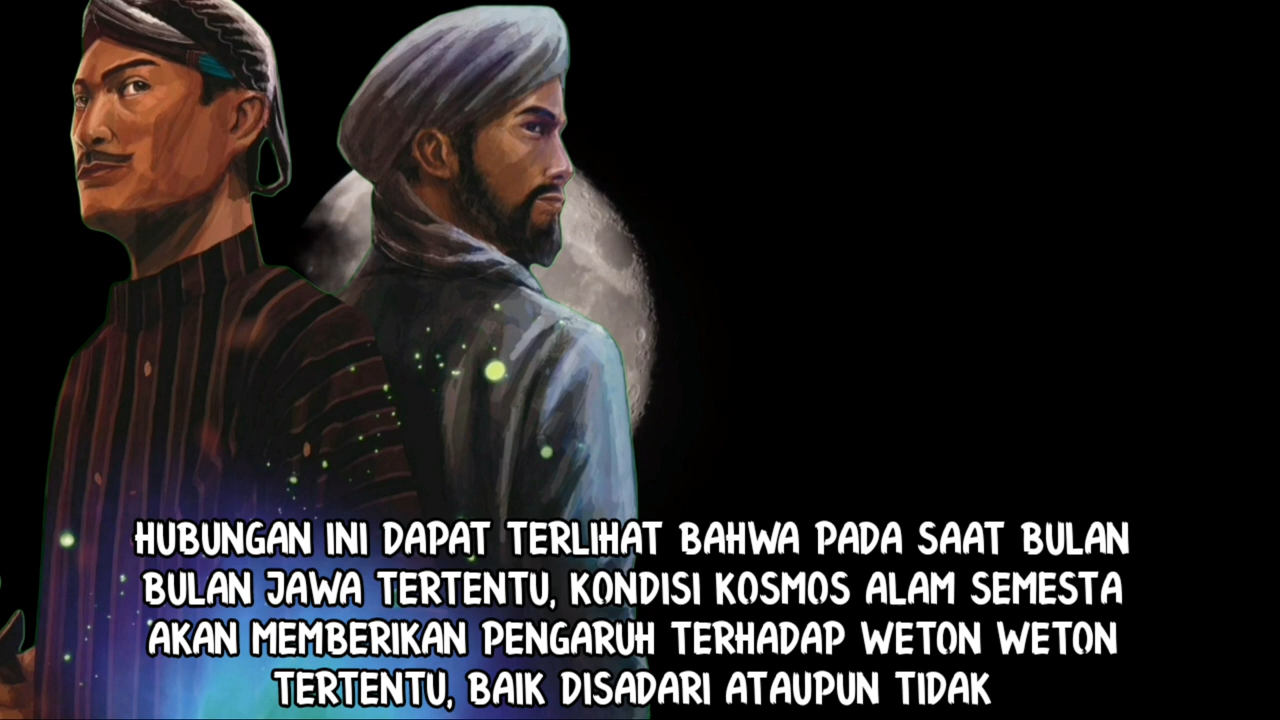 HUBUNGAN INI DAPAT TERLIHAT BAHWA PADA SAAT BULAN
BULAN JAWA TERTENTU, KONDISI KOSMOS ALAM SEMESTA
AKAN MEMBERIKAN PENGARUH TERHADAP WETON WETON
TERTENTU, BAIK DISADARI ATAUPUN TIDAK